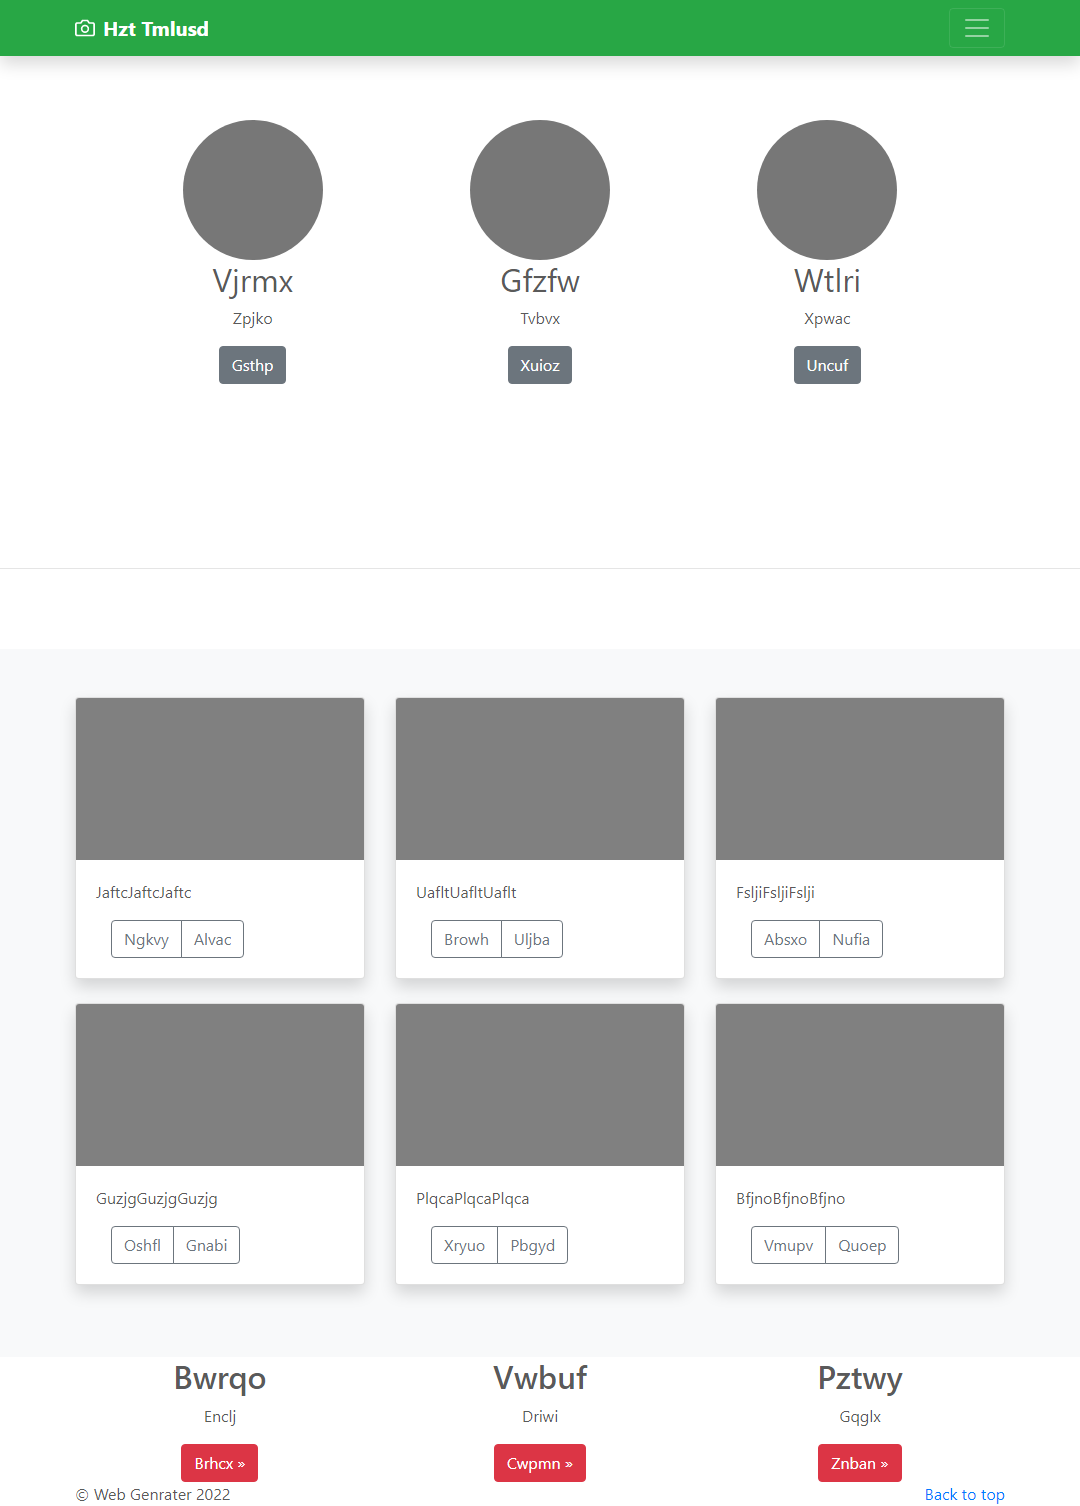 Hzt Tmlusd
Vjrmx
Gfzfw
Wtlri
Zpjko
Tvbvx
Xpwac
Gsthp
Xuioz
Uncuf
JaftcJaftcJaftc
UafltUafltUaflt
FsljiFsljiFslji
Ngkvy Alvac
Browh Uljba
Absxo Nufia
GuzjgGuzjgGuzjg
PlqcaPlqcaPlqca
BfjnoBfjnoBfjno
Oshfl Gnabi
Xryuo Pbgyd
Vmupv Quoep
Bwrqo
Vwbuf
Pztwy
Enclj
Driwi
Gqglx
Brhcx »
Cwpmn »
Znban »
© Web Genrater 2022
Back to top